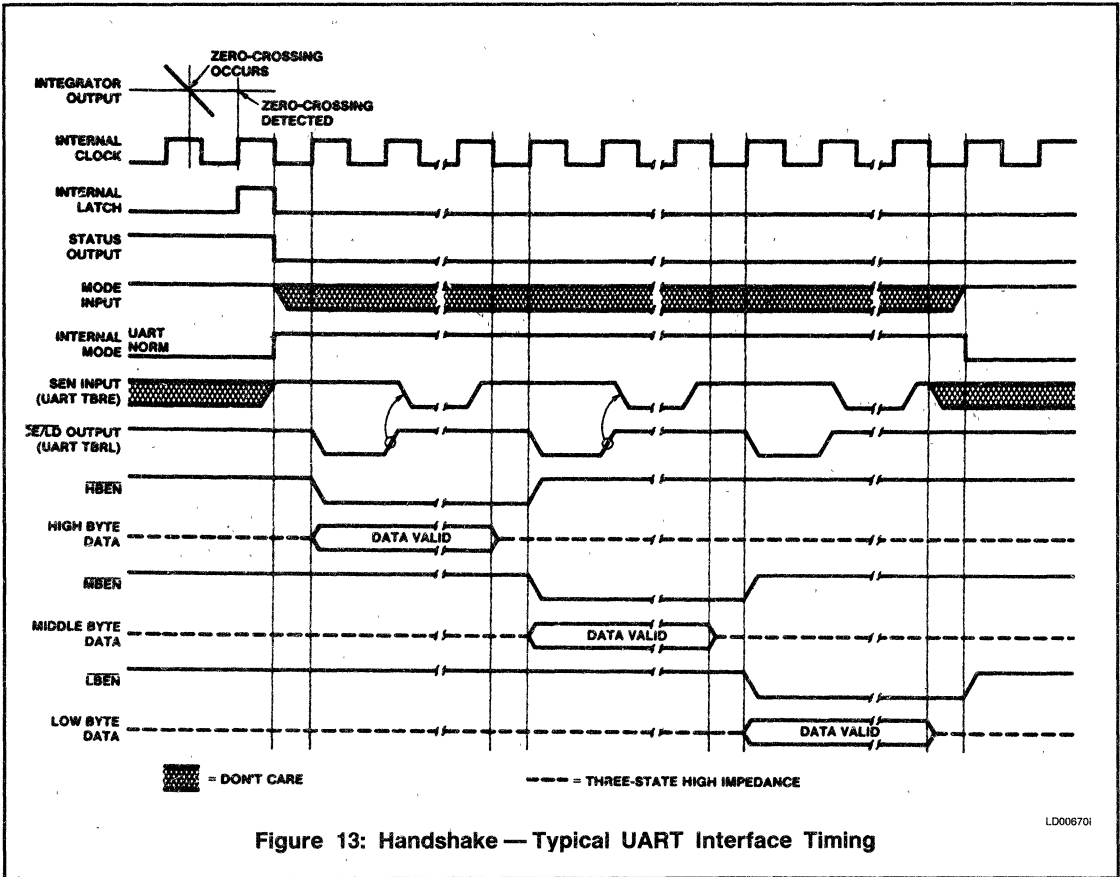 ZERO-CROSSING
OCCURS
INTEGRATOR
OUTPUT
ZERO-CROSSING
DETECTED
INTERNAL
CLOCK
INTERNAL
LATCH
STATUS
OUTPUT
MODE
INPUT
INTERNAL UART
MODE NORM
SEN INPUT
(UART TBRE)
CE/LD OUTPUT
(UART TBRL)
HBEN
HIGH BYTE
DATA
DATA VALID
MBEN
MIDDLE BYTE
DATA
DATA VALID
LBEN
LOW BYTE
DATA
DATA VALID
= DON'T CARE
= THREE-STATE HIGH IMPEDANCE
LD00670I
Figure 13: Handshake — Typical UART Interface Timing